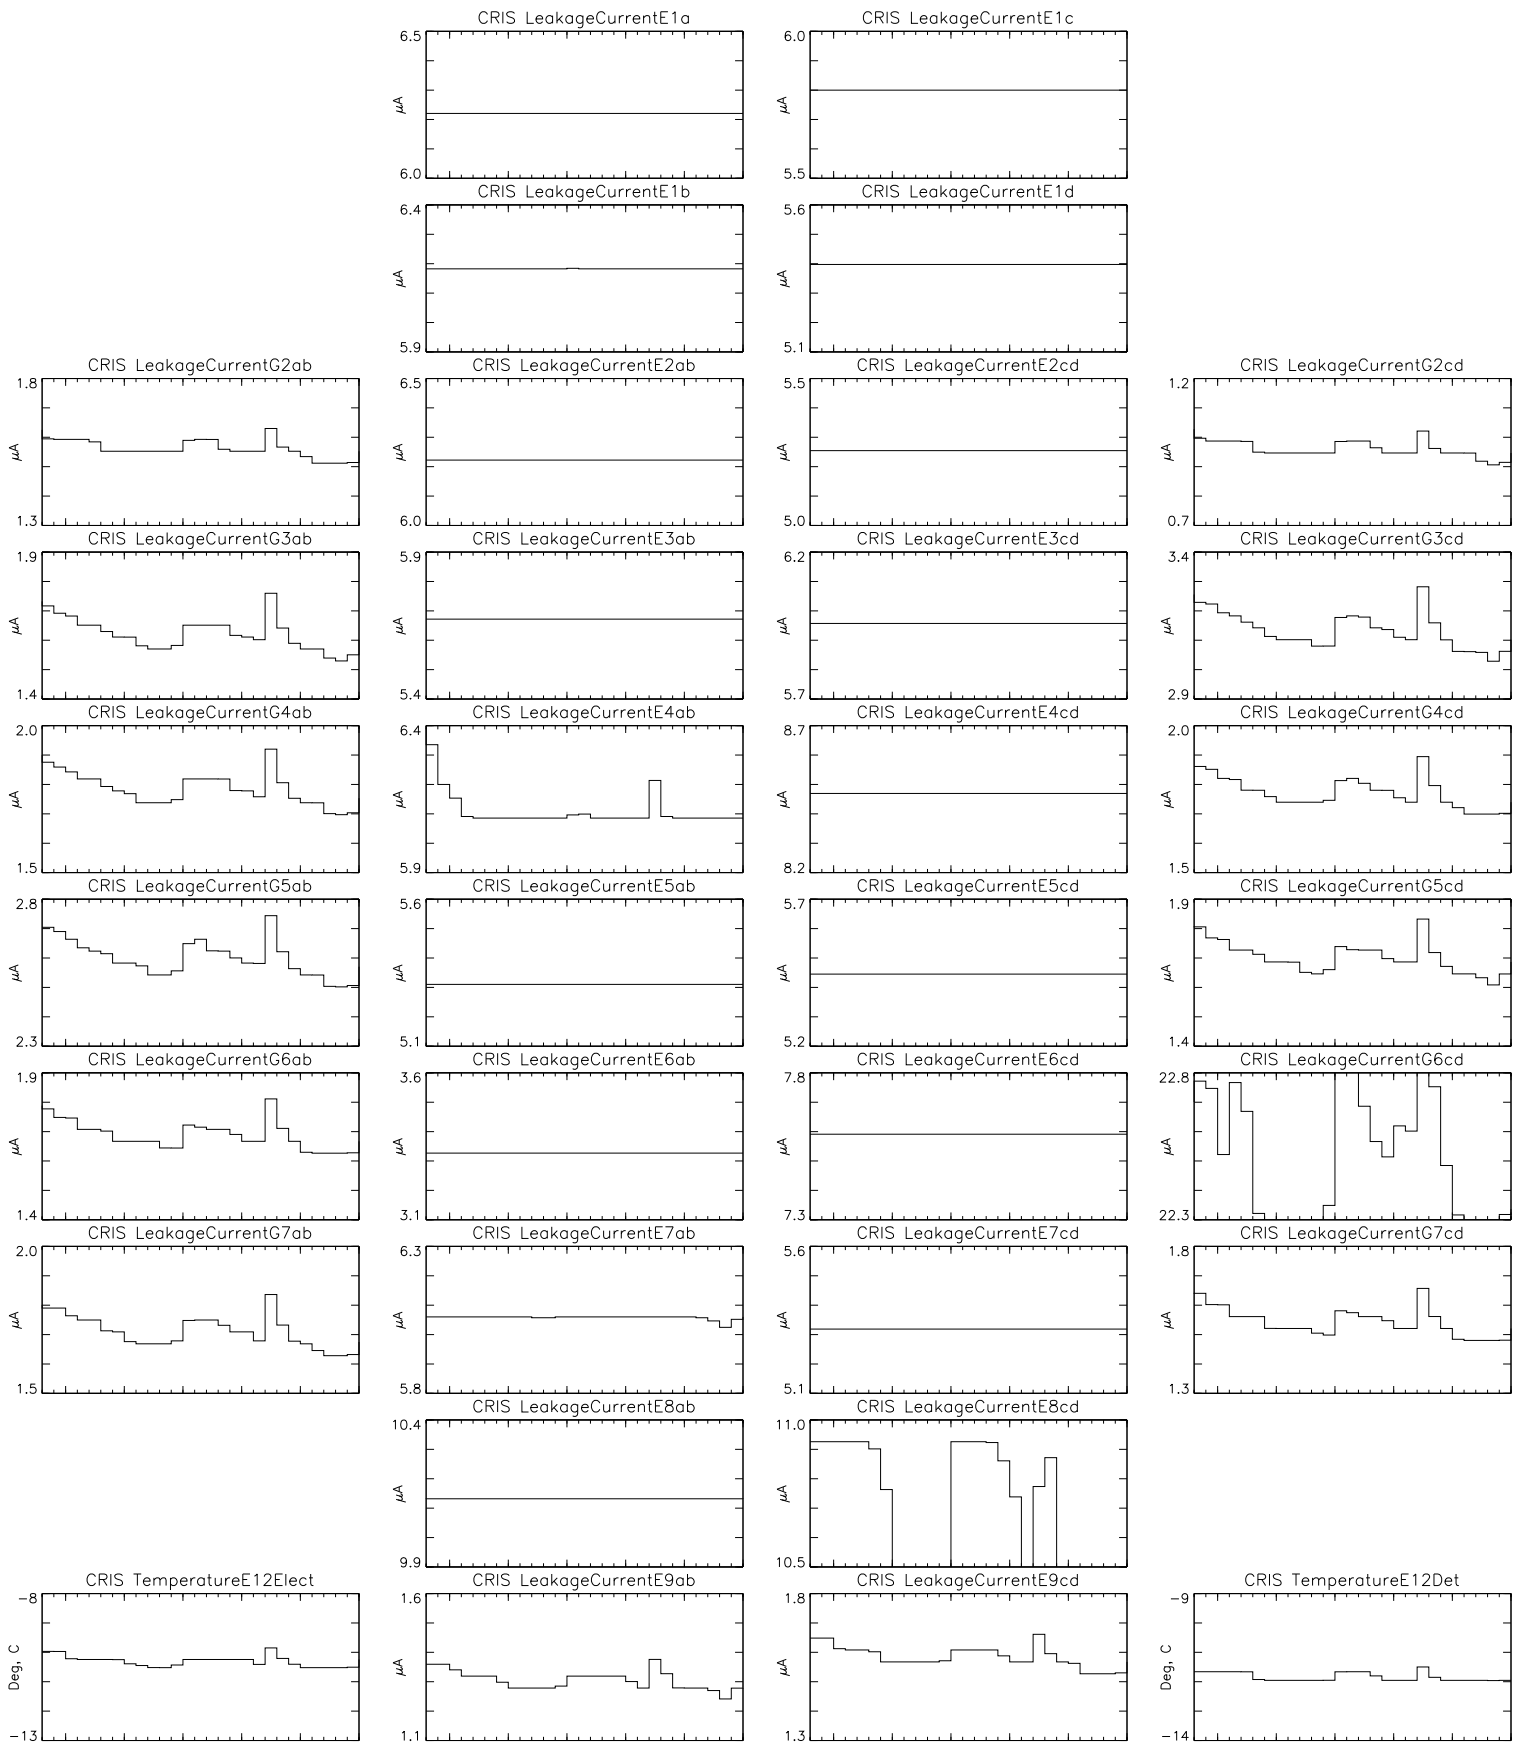 CRIS LeakageCurrentE1a CRIS LeakageCurrentE1c
6.5 6.0
μA μA
6.0 5.5
CRIS LeakageCurrentE1b CRIS LeakageCurrentE1d
6.4 5.6
μA μA
5.9 5.1
CRIS LeakageCurrentG2ab CRIS LeakageCurrentE2ab CRIS LeakageCurrentE2cd CRIS LeakageCurrentG2cd
1.8 6.5 5.5 1.2
μA μA μA μA
1.3 6.0 5.0 0.7
CRIS LeakageCurrentG3ab CRIS LeakageCurrentE3ab CRIS LeakageCurrentE3cd CRIS LeakageCurrentG3cd
1.9 5.9 6.2 3.4
μA μA μA μA
1.4 5.4 5.7 2.9
CRIS LeakageCurrentG4ab CRIS LeakageCurrentE4ab CRIS LeakageCurrentE4cd CRIS LeakageCurrentG4cd
2.0 6.4 8.7 2.0
μA μA μA μA
1.5 5.9 8.2 1.5
CRIS LeakageCurrentG5ab CRIS LeakageCurrentE5ab CRIS LeakageCurrentE5cd CRIS LeakageCurrentG5cd
2.8 5.6 5.7 1.9
μA μA μA μA
2.3 5.1 5.2 1.4
CRIS LeakageCurrentG6ab CRIS LeakageCurrentE6ab CRIS LeakageCurrentE6cd CRIS LeakageCurrentG6cd
1.9 3.6 7.8 22.8
μA μA μA μA
1.4 3.1 7.3 22.3
CRIS LeakageCurrentG7ab CRIS LeakageCurrentE7ab CRIS LeakageCurrentE7cd CRIS LeakageCurrentG7cd
2.0 6.3 5.6 1.8
μA μA μA μA
1.5 5.8 5.1 1.3
CRIS LeakageCurrentE8ab CRIS LeakageCurrentE8cd
10.4 11.0
μA μA
9.9 10.5
CRIS TemperatureE12Elect CRIS LeakageCurrentE9ab CRIS LeakageCurrentE9cd CRIS TemperatureE12Det
-8 1.6 1.8 -9
Deg, C μA μA Deg, C
-13 1.1 1.3 -14